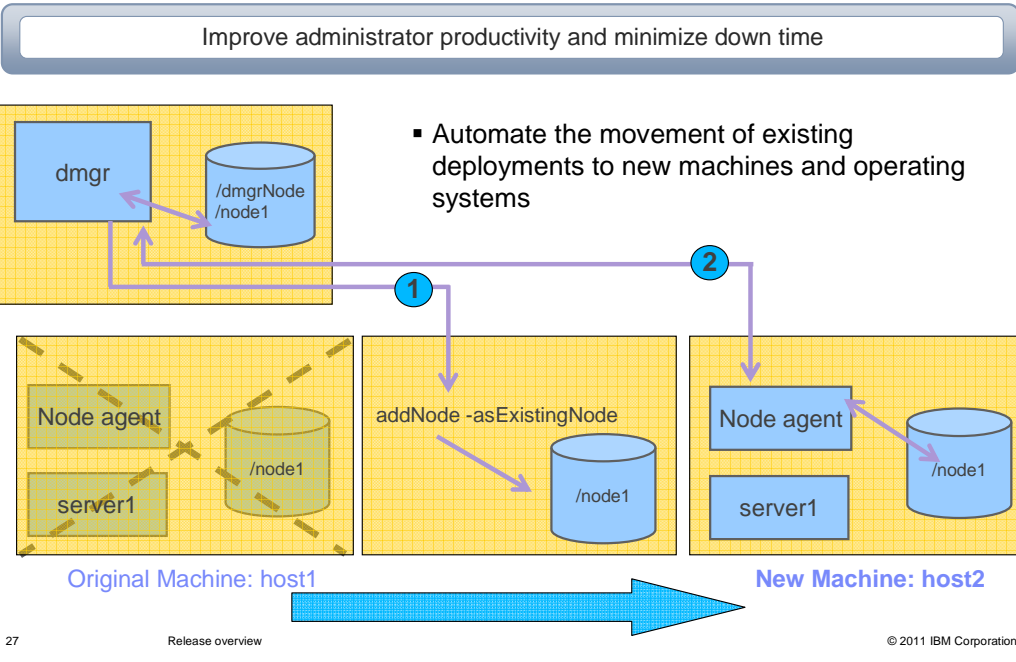 Improve administrator productivity and minimize down time
▪ Automate the movement of existing
deployments to new machines and operating
systems
dmgr
/dmgrNode
/node1
2
1
Node agent
/node1
server1
addNode -asExistingNode
/node1
Node agent
/node1
server1
Original Machine: host1
New Machine: host2
27
Release overview
© 2011 IBM Corporation